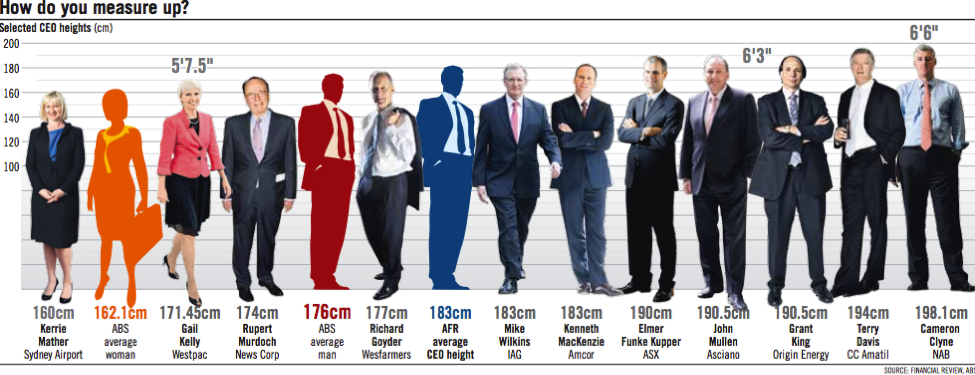 How do you measure up?
Selected CEO heights (cm)
200
180
160
140
120
100
5'7.5"
6'3"
6'6"
160cm
Kerrie
Mather
Sydney Airport
162.1cm
ABS
average
woman
171.45cm
Gail
Kelly
Westpac
174cm
Rupert
Murdoch
News Corp
176cm
ABS
average
man
177cm
Richard
Goyder
Wesfarmers
183cm
AFR
average
CEO height
183cm
Mike
Wilkins
IAG
183cm
Kenneth
MacKenzie
Amcor
190cm
Elmer
Funke Kupper
ASX
190.5cm
John
Mullen
Asciano
190.5cm
Grant
King
Origin Energy
194cm
Terry
Davis
CC Amatil
198.1cm
Cameron
Clyne
NAB
SOURCE: FINANCIAL REVIEW, ABS